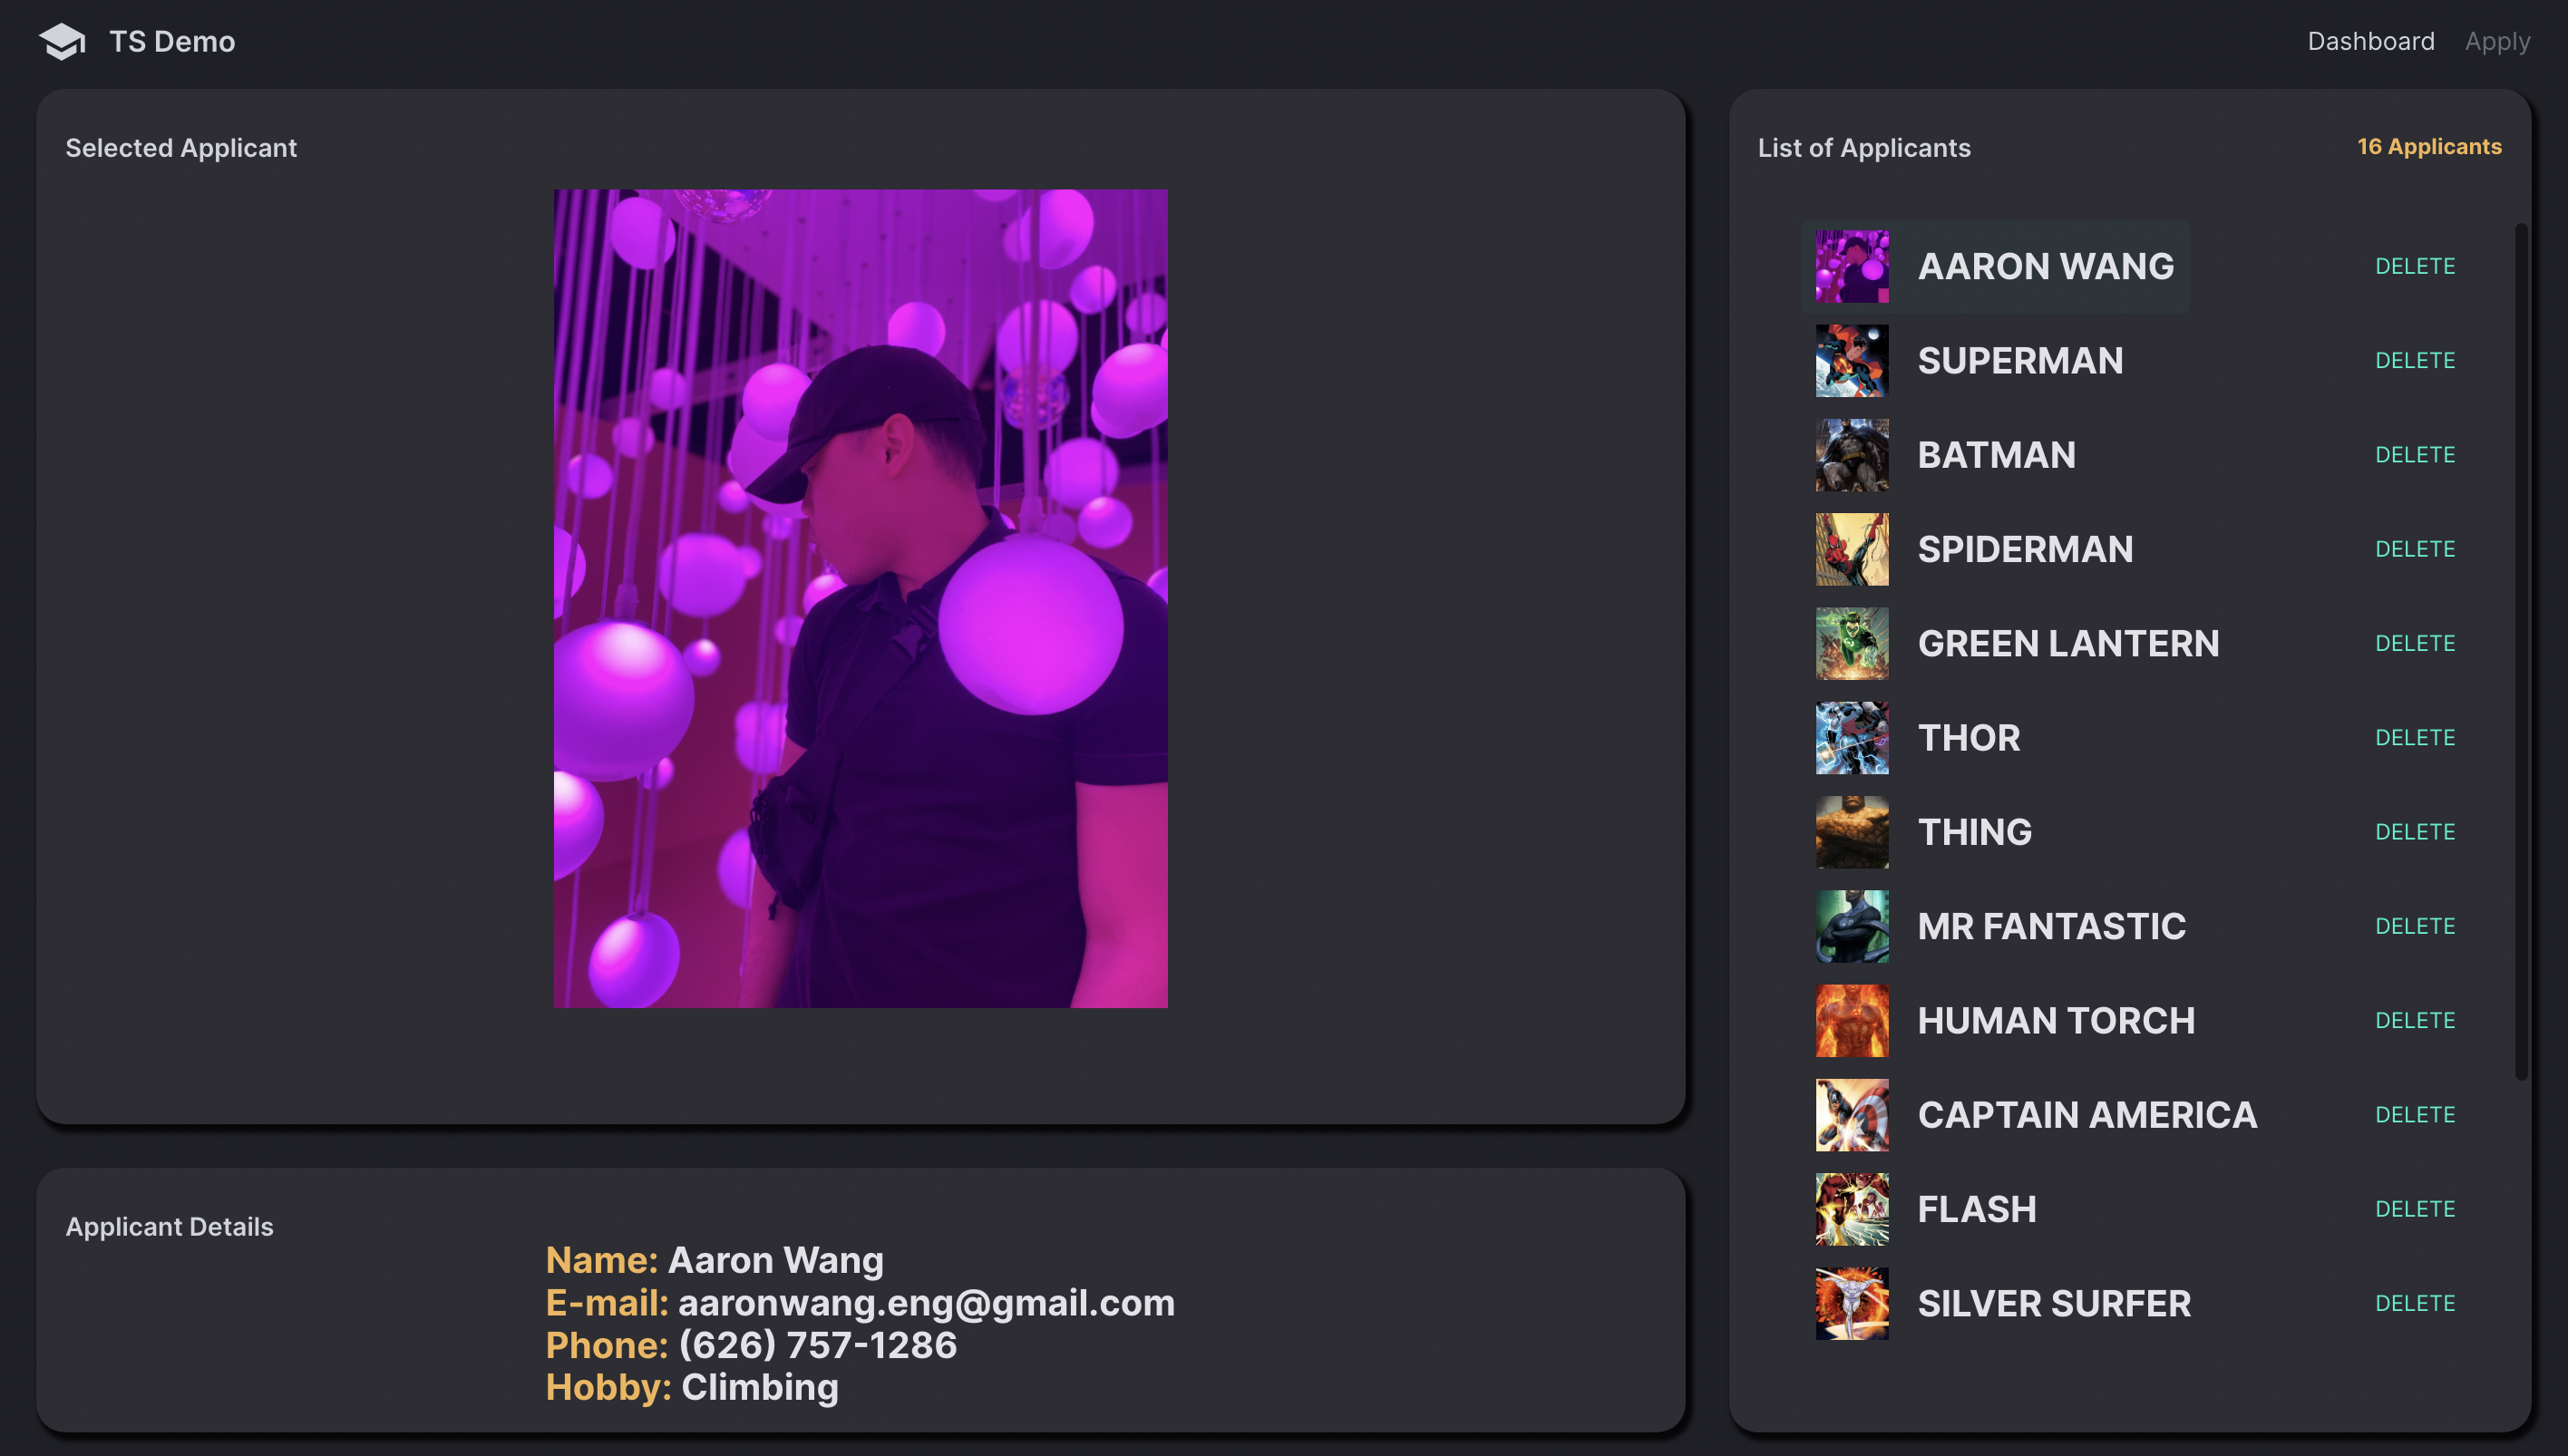 TS Demo
Dashboard Apply
Selected Applicant
List of Applicants
16 Applicants
AARON WANG DELETE
SUPERMAN DELETE
BATMAN DELETE
SPIDERMAN DELETE
GREEN LANTERN DELETE
THOR DELETE
THING DELETE
MR FANTASTIC DELETE
HUMAN TORCH DELETE
CAPTAIN AMERICA DELETE
FLASH DELETE
SILVER SURFER DELETE
Applicant Details
Name: Aaron Wang
E-mail: aaronwang.eng@gmail.com
Phone: (626) 757-1286
Hobby: Climbing